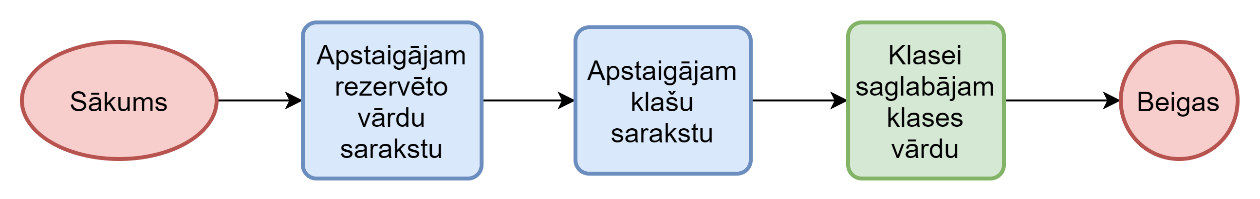 Sākums
Apstaigājam
rezervēto
vārdu
sarakstu
Apstaigājam
klašu
sarakstu
Klasei
saglabājam
klases
vārdu
Beigas